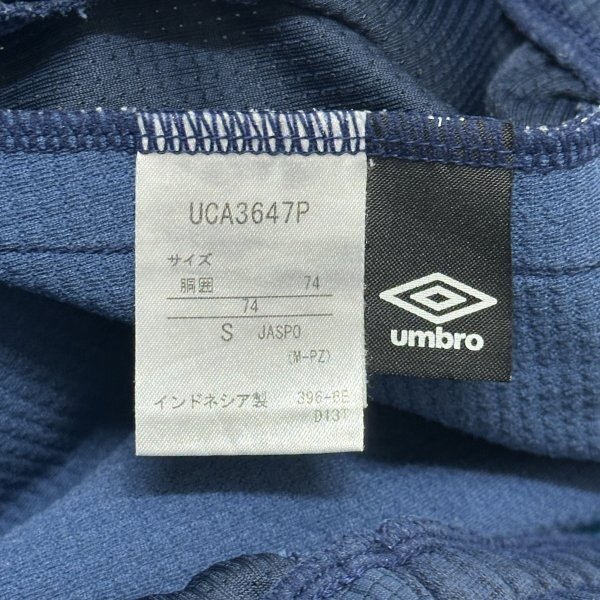 UCA3647P
サイズ
胴囲 74
74
S JASPO
(M-PZ)
インドネシア製 396-6E
D13T
umbro